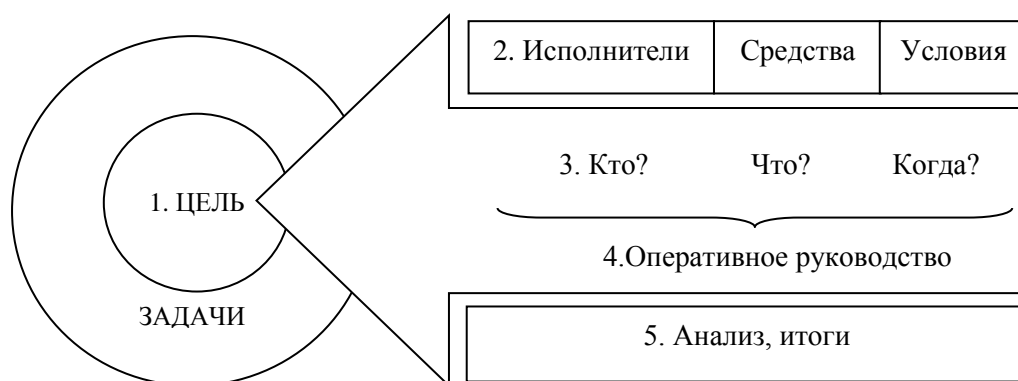 2. Исполнители Средства Условия
3. Кто? Что? Когда?
1. ЦЕЛЬ
4.Оперативное руководство
ЗАДАЧИ
5. Анализ, итоги